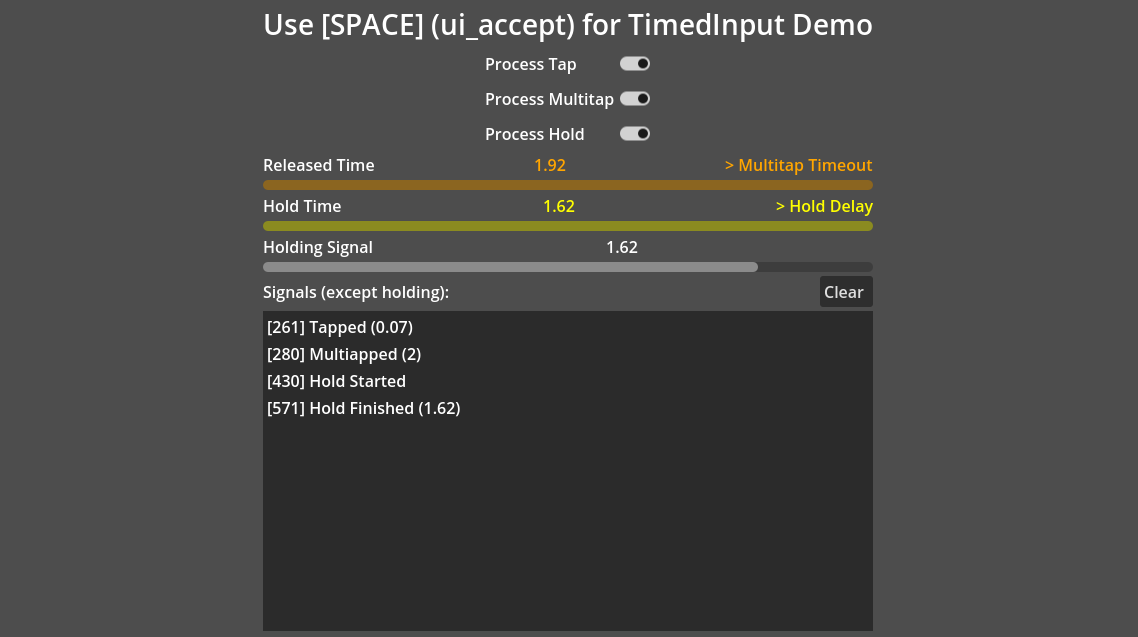 Use [SPACE] (ui_accept) for TimedInput Demo
Process Tap
Process Multitap
Process Hold
Released Time 1.92 > Multitap Timeout
Hold Time 1.62 > Hold Delay
Holding Signal 1.62
Signals (except holding): Clear
[261] Tapped (0.07)
[280] Multiapped (2)
[430] Hold Started
[571] Hold Finished (1.62)